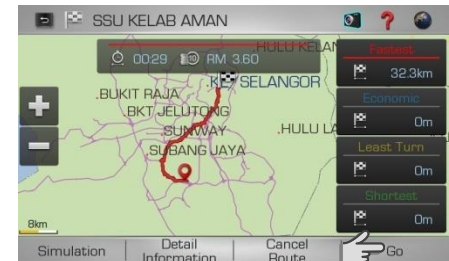 SSU KELAB AMAN
?
00:29 RM 3.60
HULU KELAN
Fastest
32.3km
SELANGOR
BUKIT RAJA
BKT JELUTONG
Economic
0m
SUNWAY
HULU LA
SUBANG JAYA
Least Turn
0m
Shortest
0m
8km
Simulation
Detail Information
Cancel Route
Go